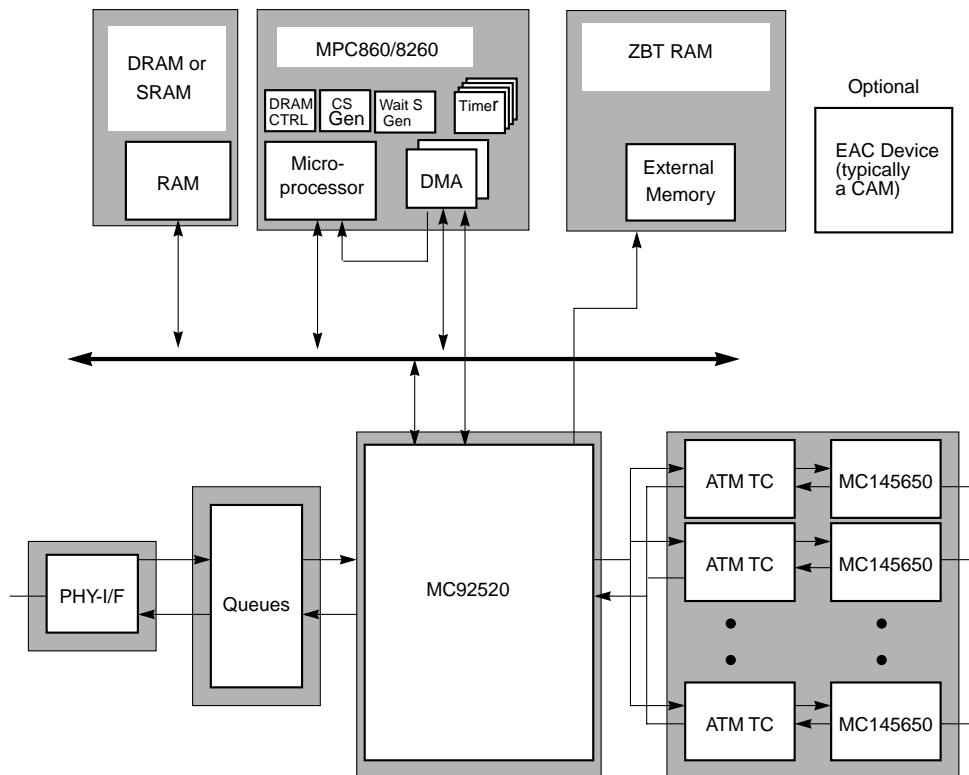 DRAM or
SRAM
RAM
MPC860/8260
DRAM
CTRL
CS
Gen
Wait S
Gen
Timer
Micro-
processor
DMA
ZBT RAM
External
Memory
Optional
EAC Device
(typically
a CAM)
PHY-I/F
Queues
MC92520
ATM TC
MC145650
ATM TC
MC145650
ATM TC
MC145650